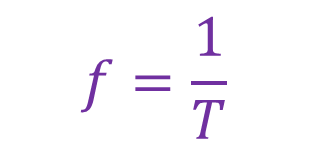 f = 1/T